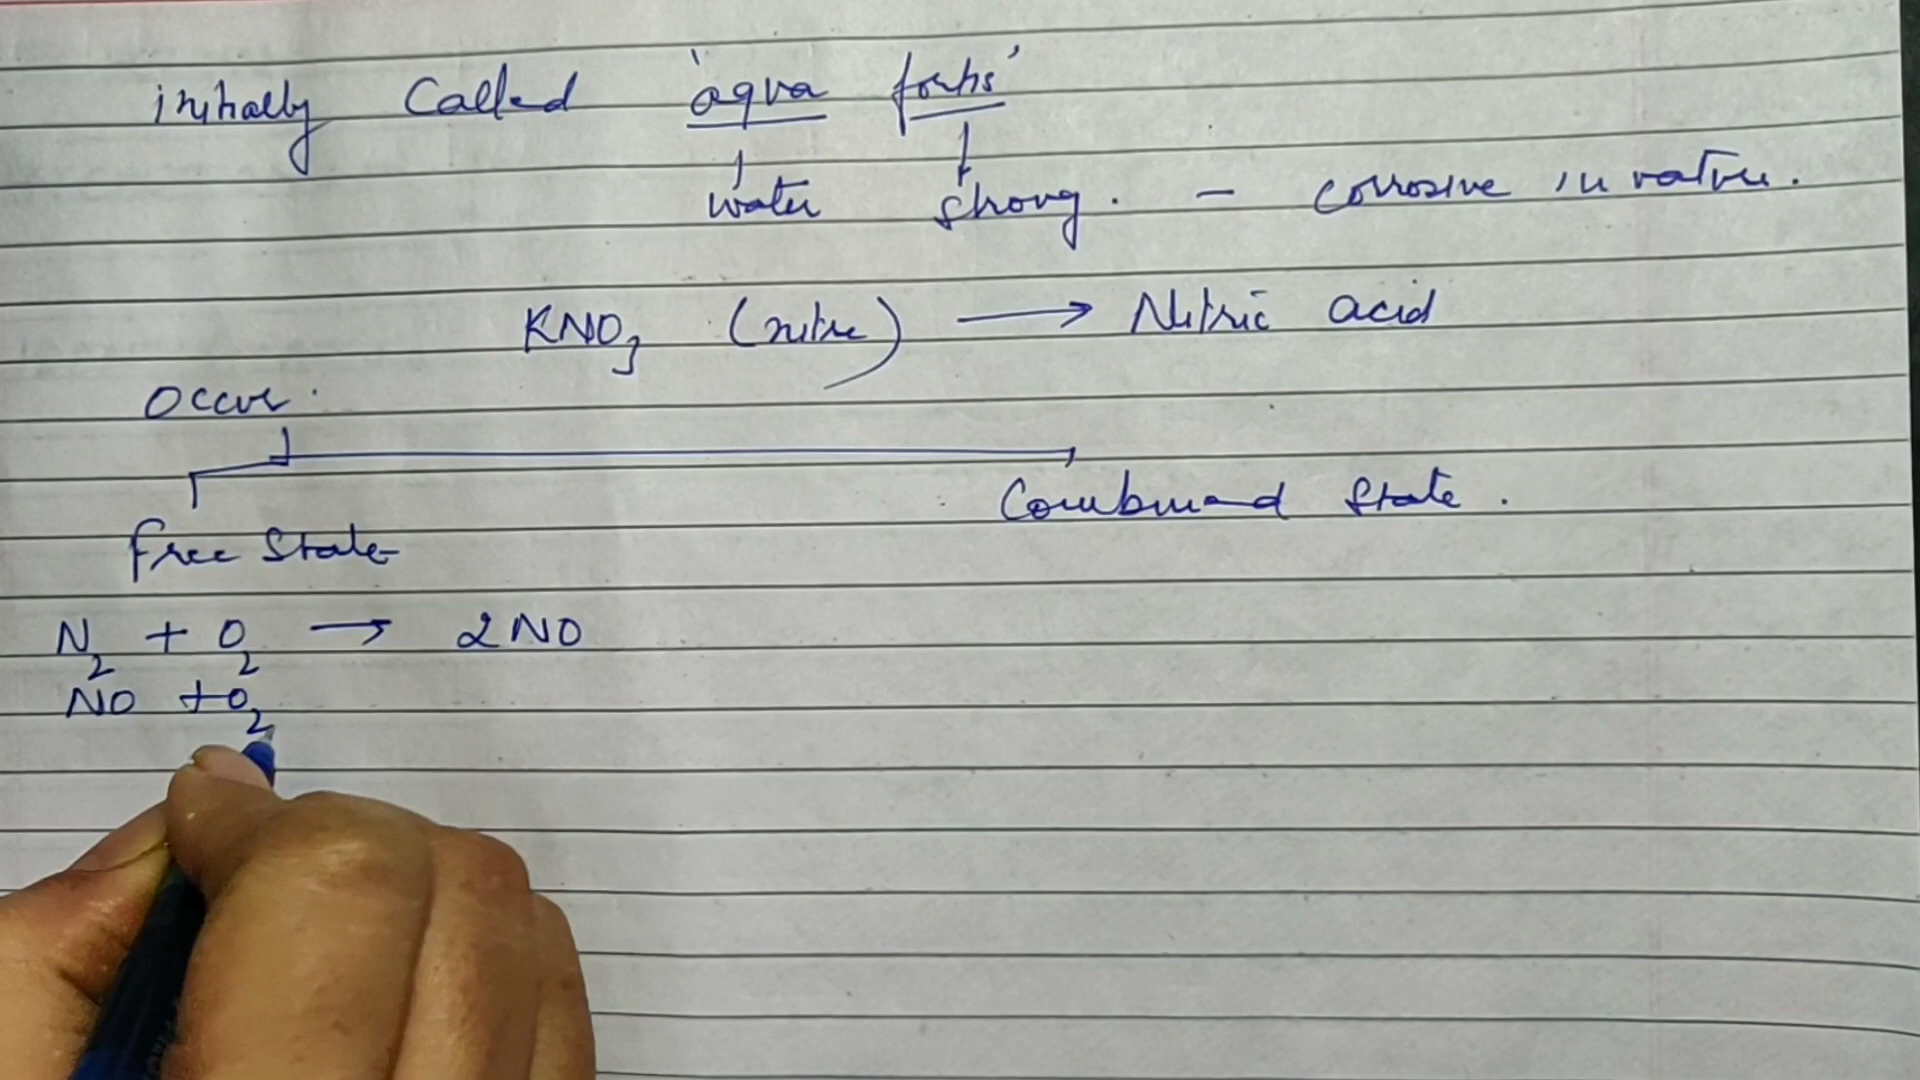 initially called 'aqua fortis'
water strong. - corrosive in nature.
KNO₃ (nitre) → Nitric acid
Occur.
Combined State.
Free State
N₂ + O₂ → 2NO
NO + O₂